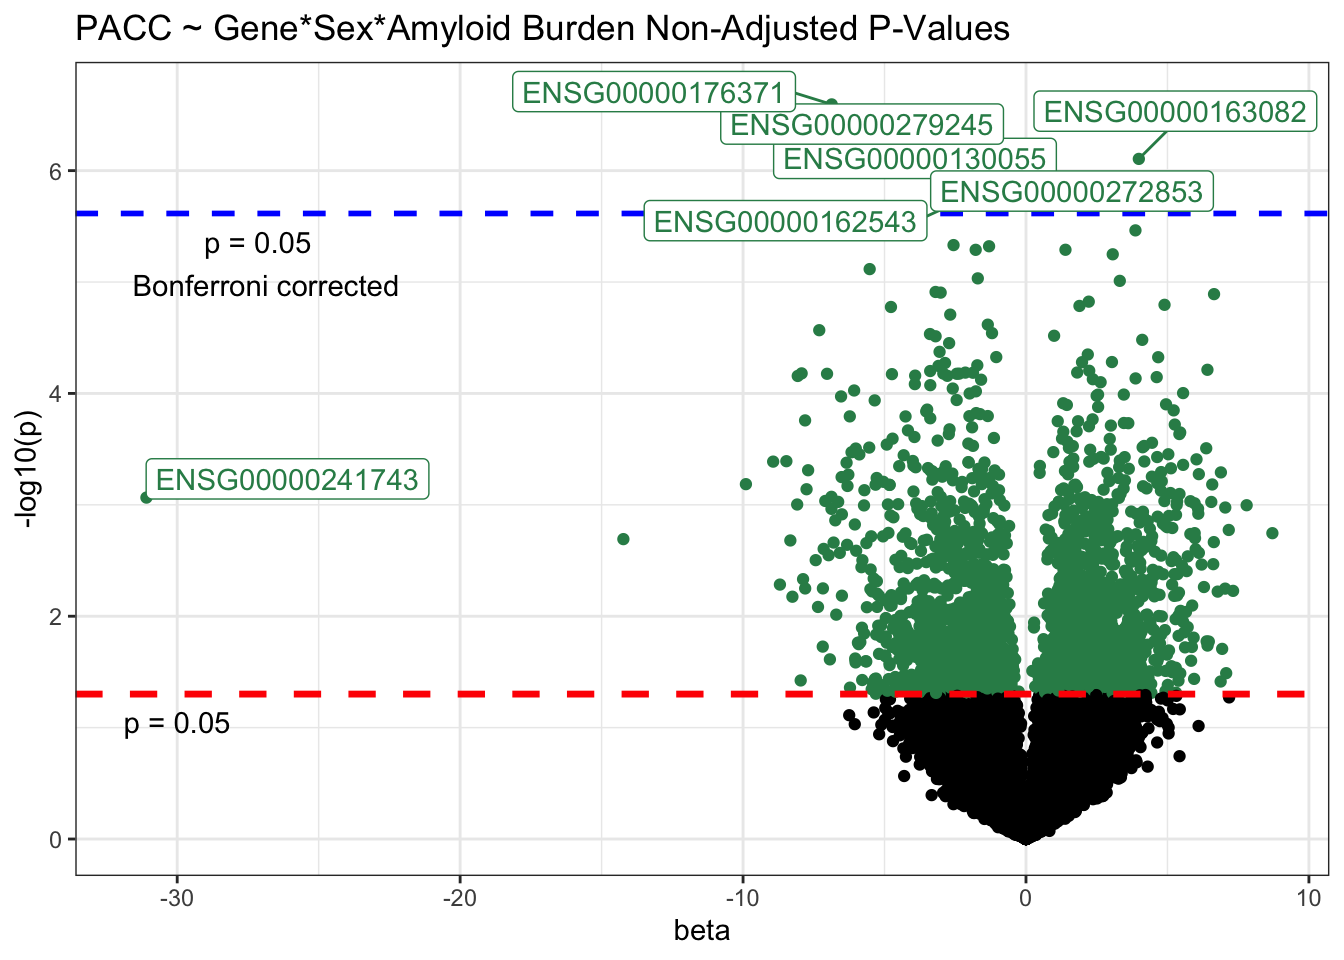 PACC ~ Gene*Sex*Amyloid Burden Non-Adjusted P-Values
ENSG00000176371
ENSG00000163082
ENSG00000279245
ENSG00000130055
ENSG00000272853
ENSG00000162543
p = 0.05
Bonferroni corrected
ENSG00000241743
p = 0.05
6
4
2
0
-log10(p)
-30
-20
-10
0
10
beta